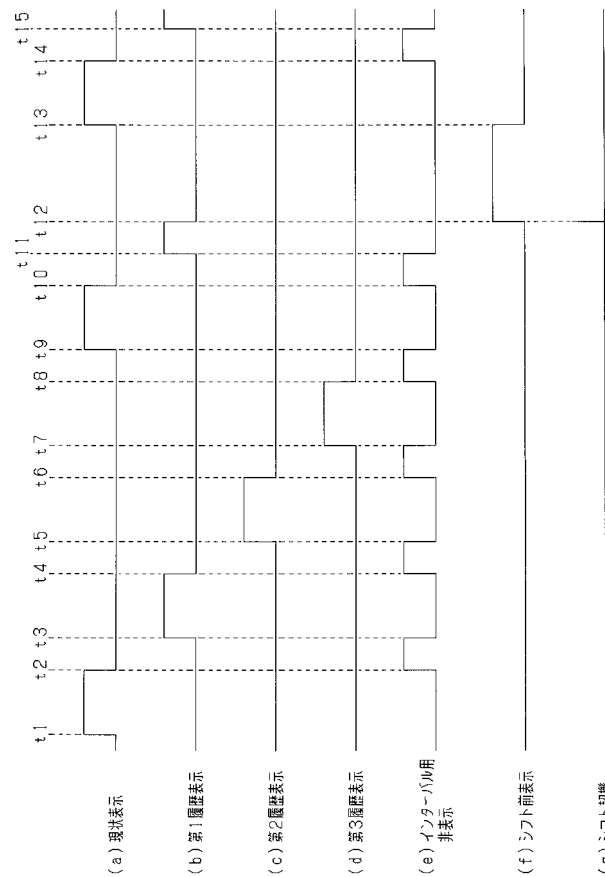 t1
t2
t3
t4
t5
t6
t7
t8
t9
t10
t11
t12
t13
t14
t15
(a) 現状表示
(b) 第1履歴表示
(c) 第2履歴表示
(d) 第3履歴表示
(e) インターバル用
非表示
(f) シフト前表示